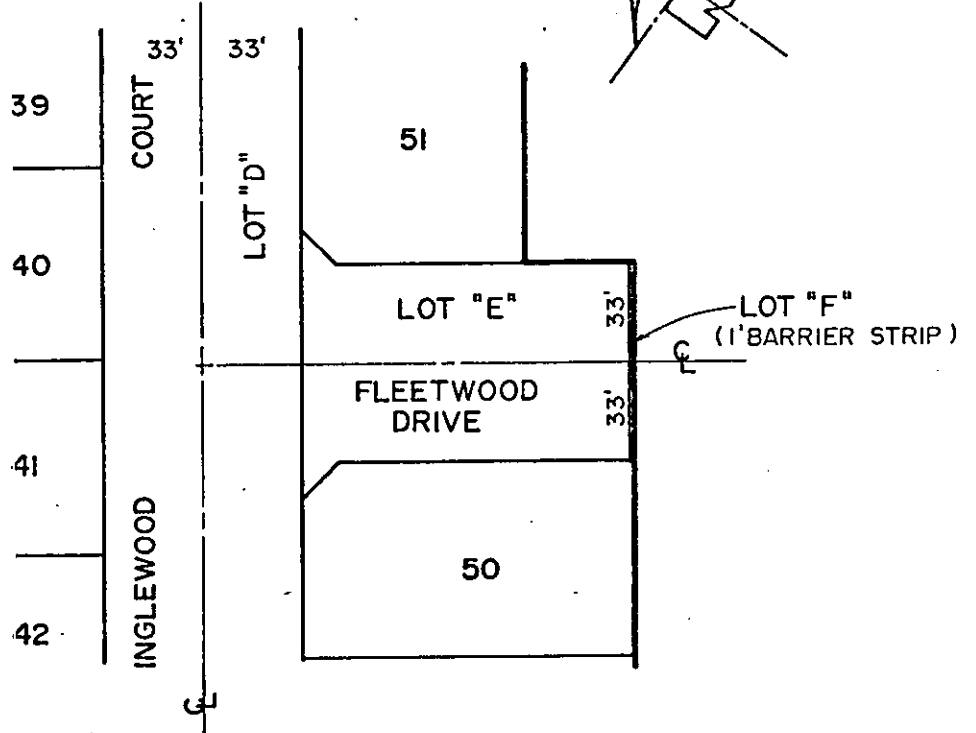 33' 33'
39
COURT
51
LOT "D"
40
LOT "E"
33'
LOT "F"
(1' BARRIER STRIP)
℄
FLEETWOOD
DRIVE
33'
41
INGLEWOOD
50
42
℄